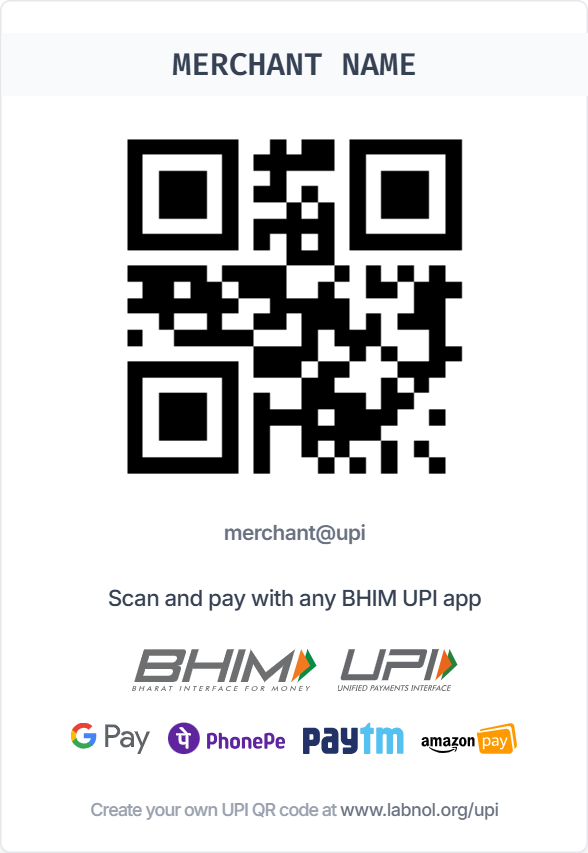 MERCHANT NAME
merchant@upi
Scan and pay with any BHIM UPI app
BHIM UPI
BHARAT INTERFACE FOR MONEY UNIFIED PAYMENTS INTERFACE
G Pay पे PhonePe paytm amazon pay
Create your own UPI QR code at www.labnol.org/upi